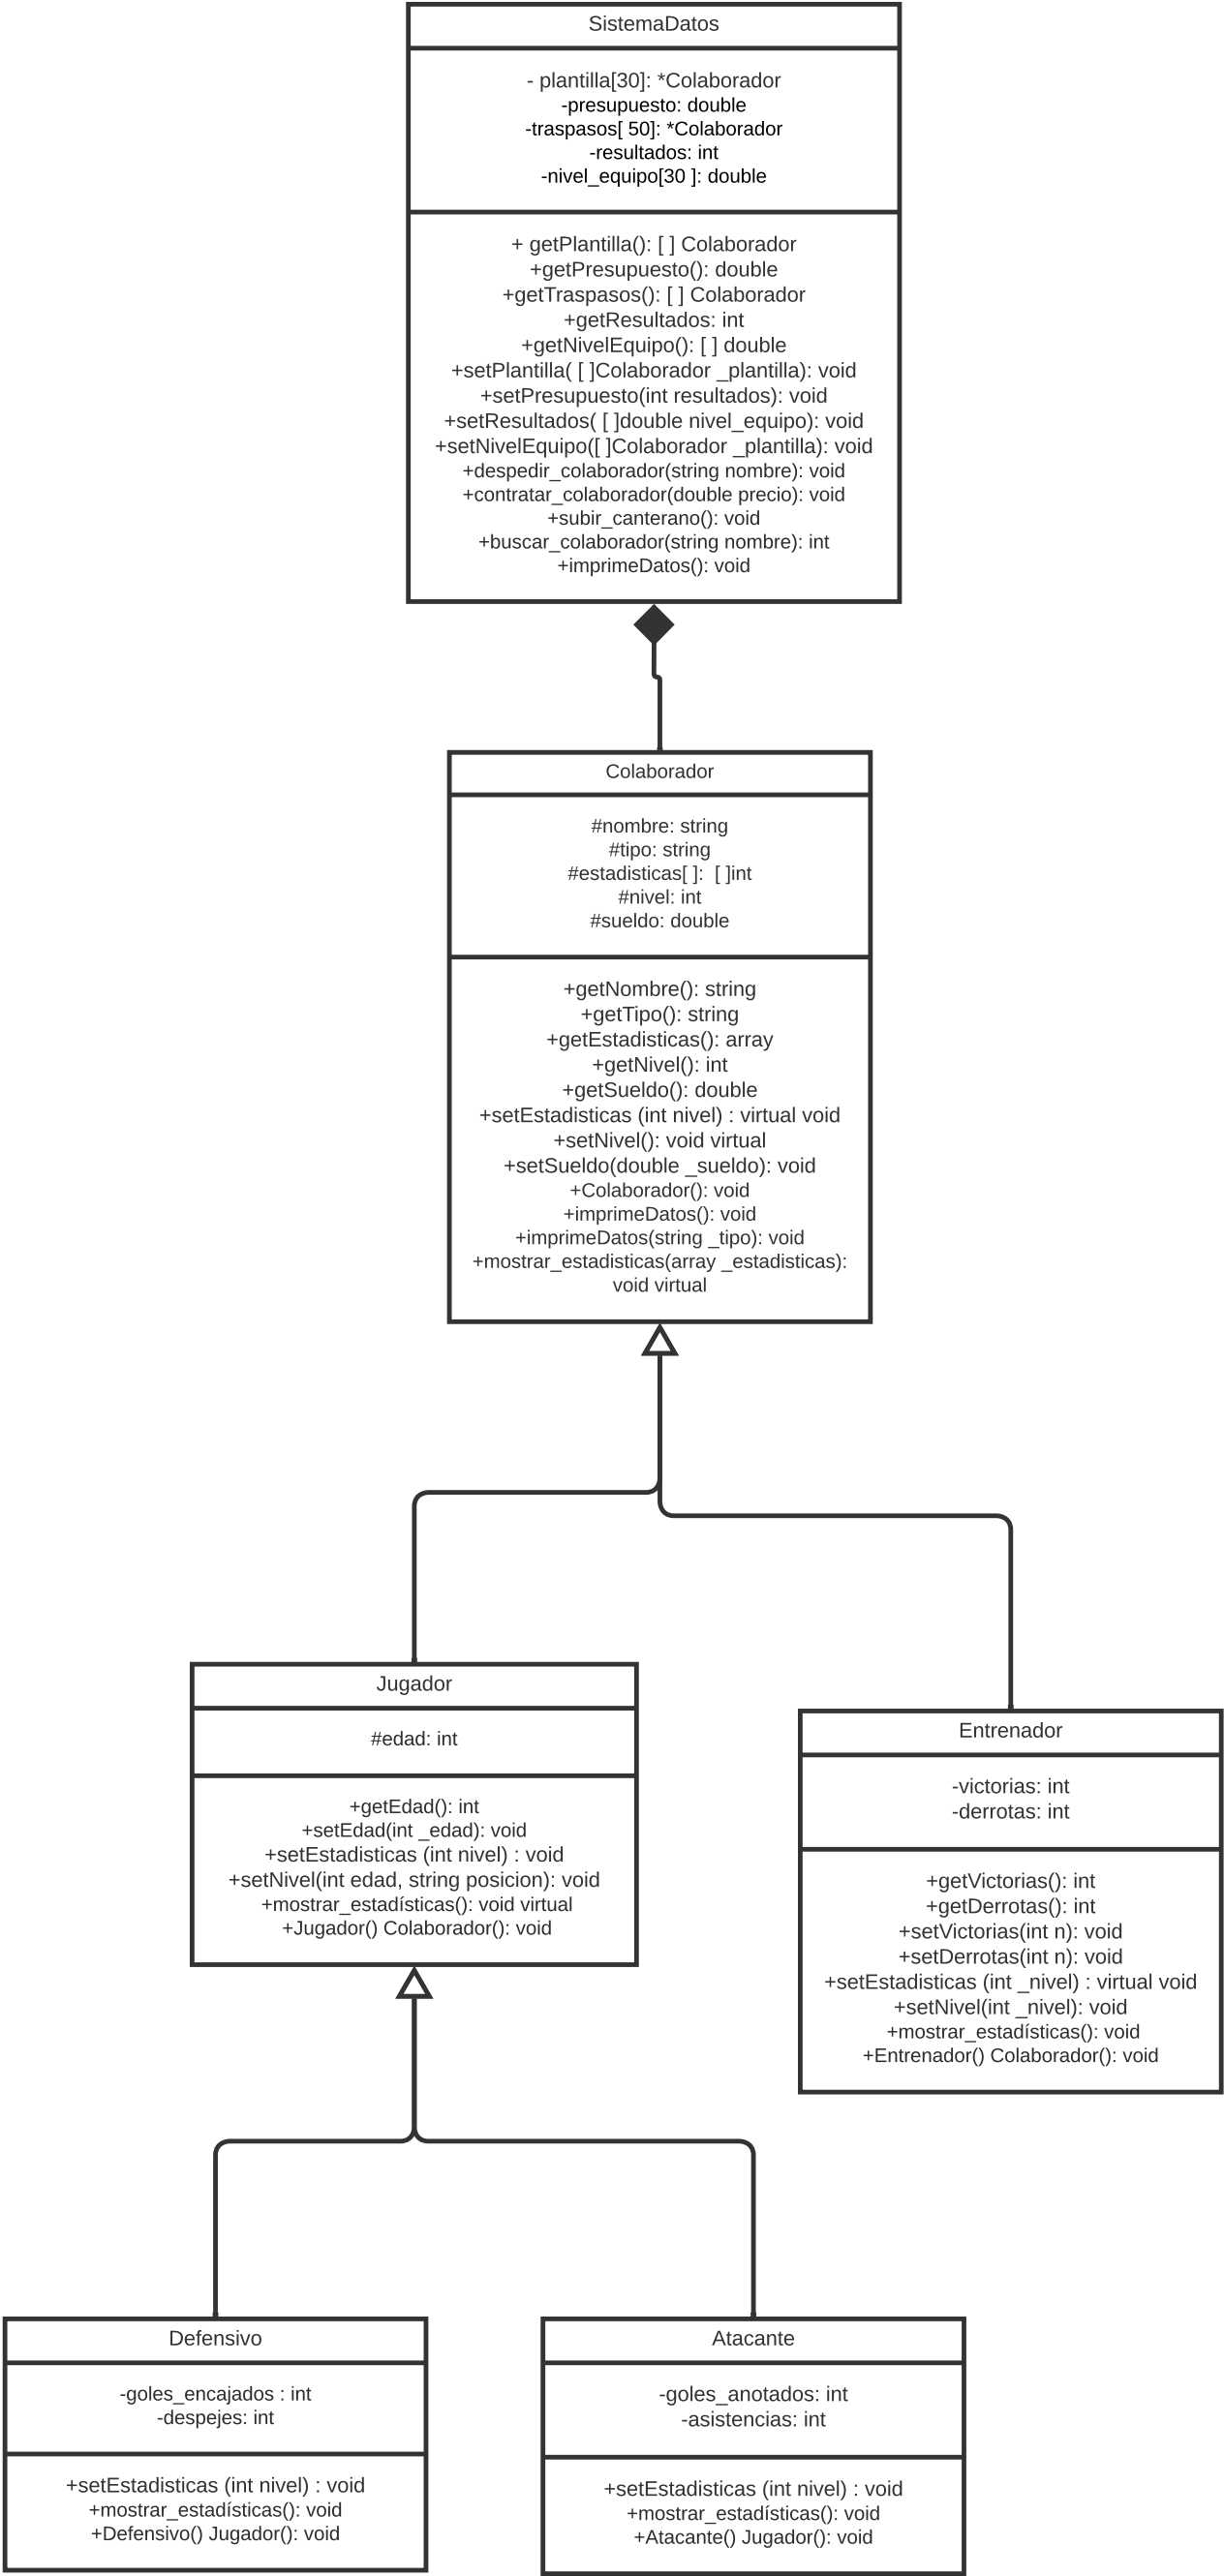 SistemaDatos
- plantilla[30]: *Colaborador
-presupuesto: double
-traspasos[ 50]: *Colaborador
-resultados: int
-nivel_equipo[30 ]: double
+ getPlantilla(): [ ] Colaborador
+getPresupuesto(): double
+getTraspasos(): [ ] Colaborador
+getResultados: int
+getNivelEquipo(): [ ] double
+setPlantilla( [ ]Colaborador _plantilla): void
+setPresupuesto(int resultados): void
+setResultados( [ ]double nivel_equipo): void
+setNivelEquipo([ ]Colaborador _plantilla): void
+despedir_colaborador(string nombre): void
+contratar_colaborador(double precio): void
+subir_canterano(): void
+buscar_colaborador(string nombre): int
+imprimeDatos(): void
Colaborador
#nombre: string
#tipo: string
#estadisticas[ ]:  [ ]int
#nivel: int
#sueldo: double
+getNombre(): string
+getTipo(): string
+getEstadisticas(): array
+getNivel(): int
+getSueldo(): double
+setEstadisticas (int nivel) : virtual void
+setNivel(): void virtual
+setSueldo(double _sueldo): void
+Colaborador(): void
+imprimeDatos(): void
+imprimeDatos(string _tipo): void
+mostrar_estadisticas(array _estadisticas):
void virtual
Jugador
#edad: int
+getEdad(): int
+setEdad(int _edad): void
+setEstadisticas (int nivel) : void
+setNivel(int edad, string posicion): void
+mostrar_estadísticas(): void virtual
+Jugador() Colaborador(): void
Entrenador
-victorias: int
-derrotas: int
+getVictorias(): int
+getDerrotas(): int
+setVictorias(int n): void
+setDerrotas(int n): void
+setEstadisticas (int _nivel) : virtual void
+setNivel(int _nivel): void
+mostrar_estadísticas(): void
+Entrenador() Colaborador(): void
Defensivo
-goles_encajados : int
-despejes: int
+setEstadisticas (int nivel) : void
+mostrar_estadísticas(): void
+Defensivo() Jugador(): void
Atacante
-goles_anotados: int
-asistencias: int
+setEstadisticas (int nivel) : void
+mostrar_estadísticas(): void
+Atacante() Jugador(): void